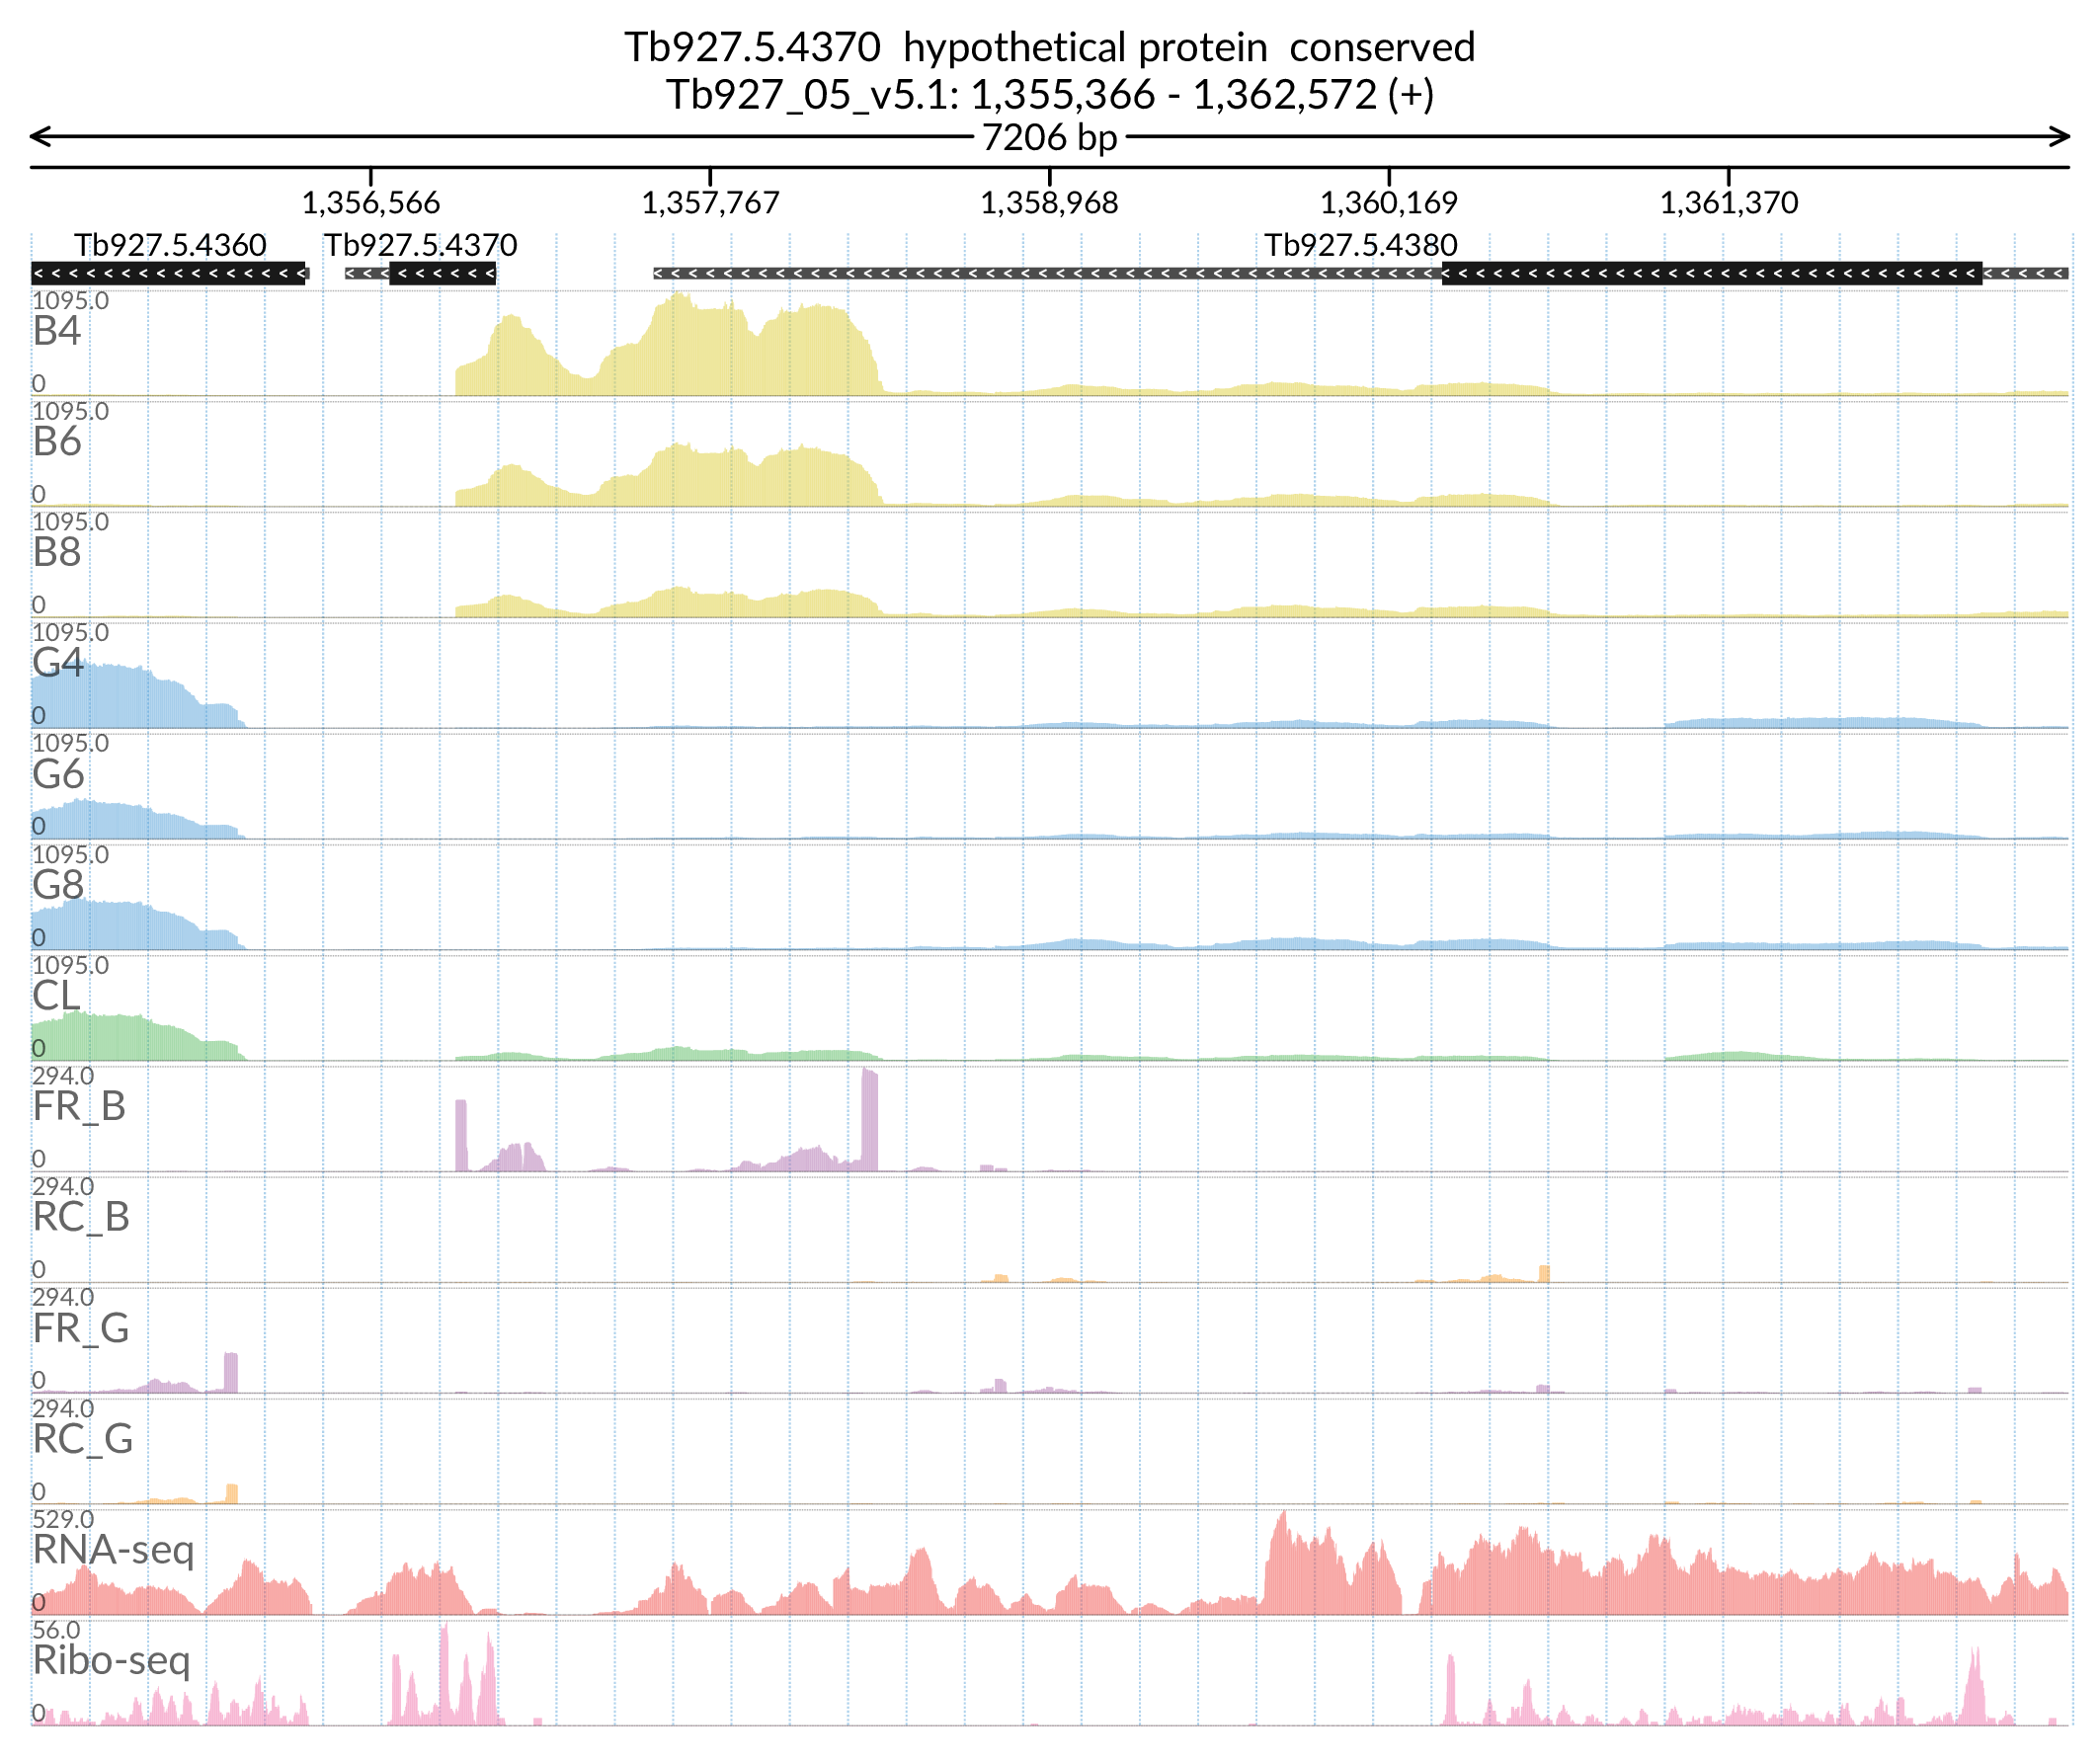 Tb927.5.4370  hypothetical protein  conserved
Tb927_05_v5.1: 1,355,366 - 1,362,572 (+)
7206 bp
1,356,566 1,357,767 1,358,968 1,360,169 1,361,370
Tb927.5.4360 Tb927.5.4370 Tb927.5.4380
1095.0
B4
0
1095.0
B6
0
1095.0
B8
0
1095.0
G4
0
1095.0
G6
0
1095.0
G8
0
1095.0
CL
0
294.0
FR_B
0
294.0
RC_B
0
294.0
FR_G
0
294.0
RC_G
0
529.0
RNA-seq
0
56.0
Ribo-seq
0